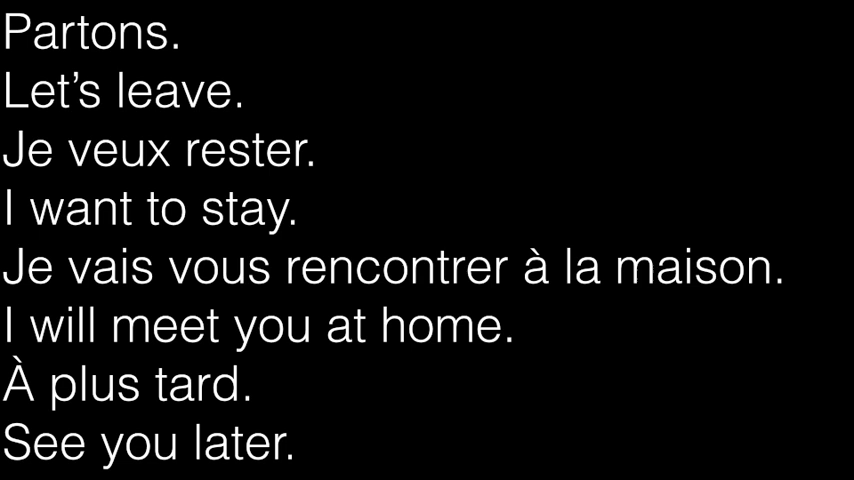 Partons.
Let’s leave.
Je veux rester.
I want to stay.
Je vais vous rencontrer à la maison.
I will meet you at home.
À plus tard.
See you later.